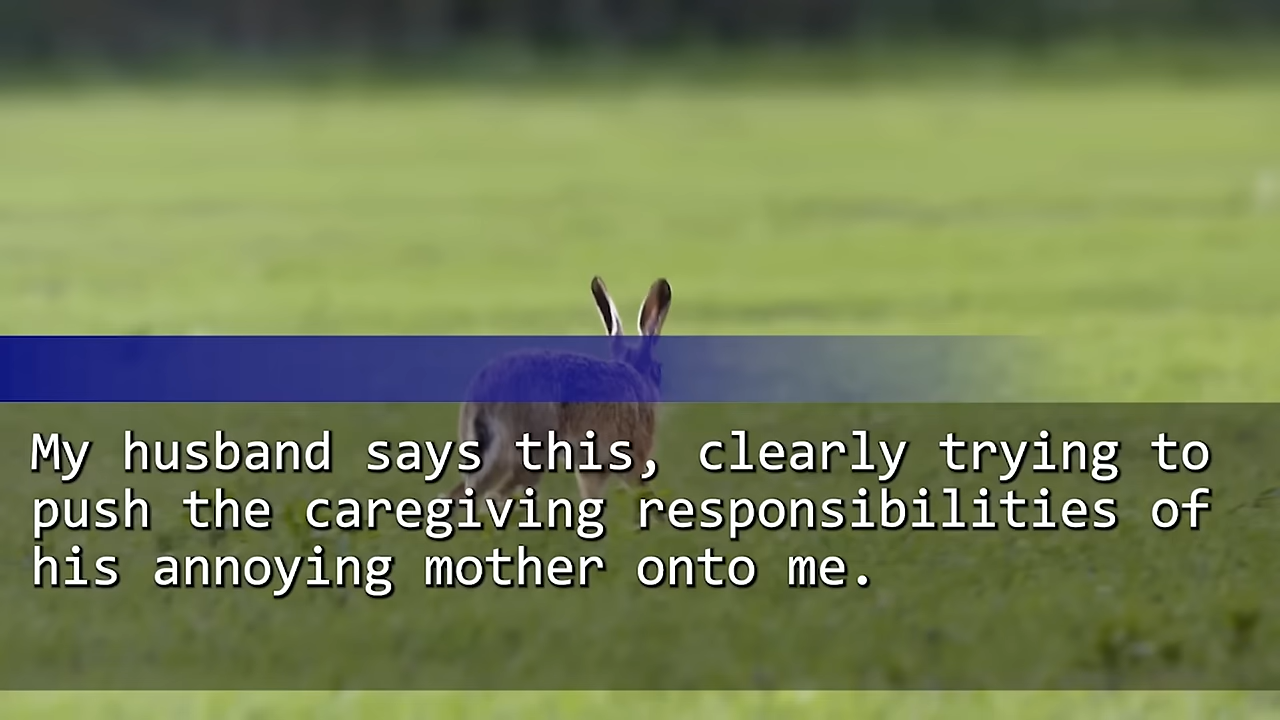 My husband says this, clearly trying to
push the caregiving responsibilities of
his annoying mother onto me.